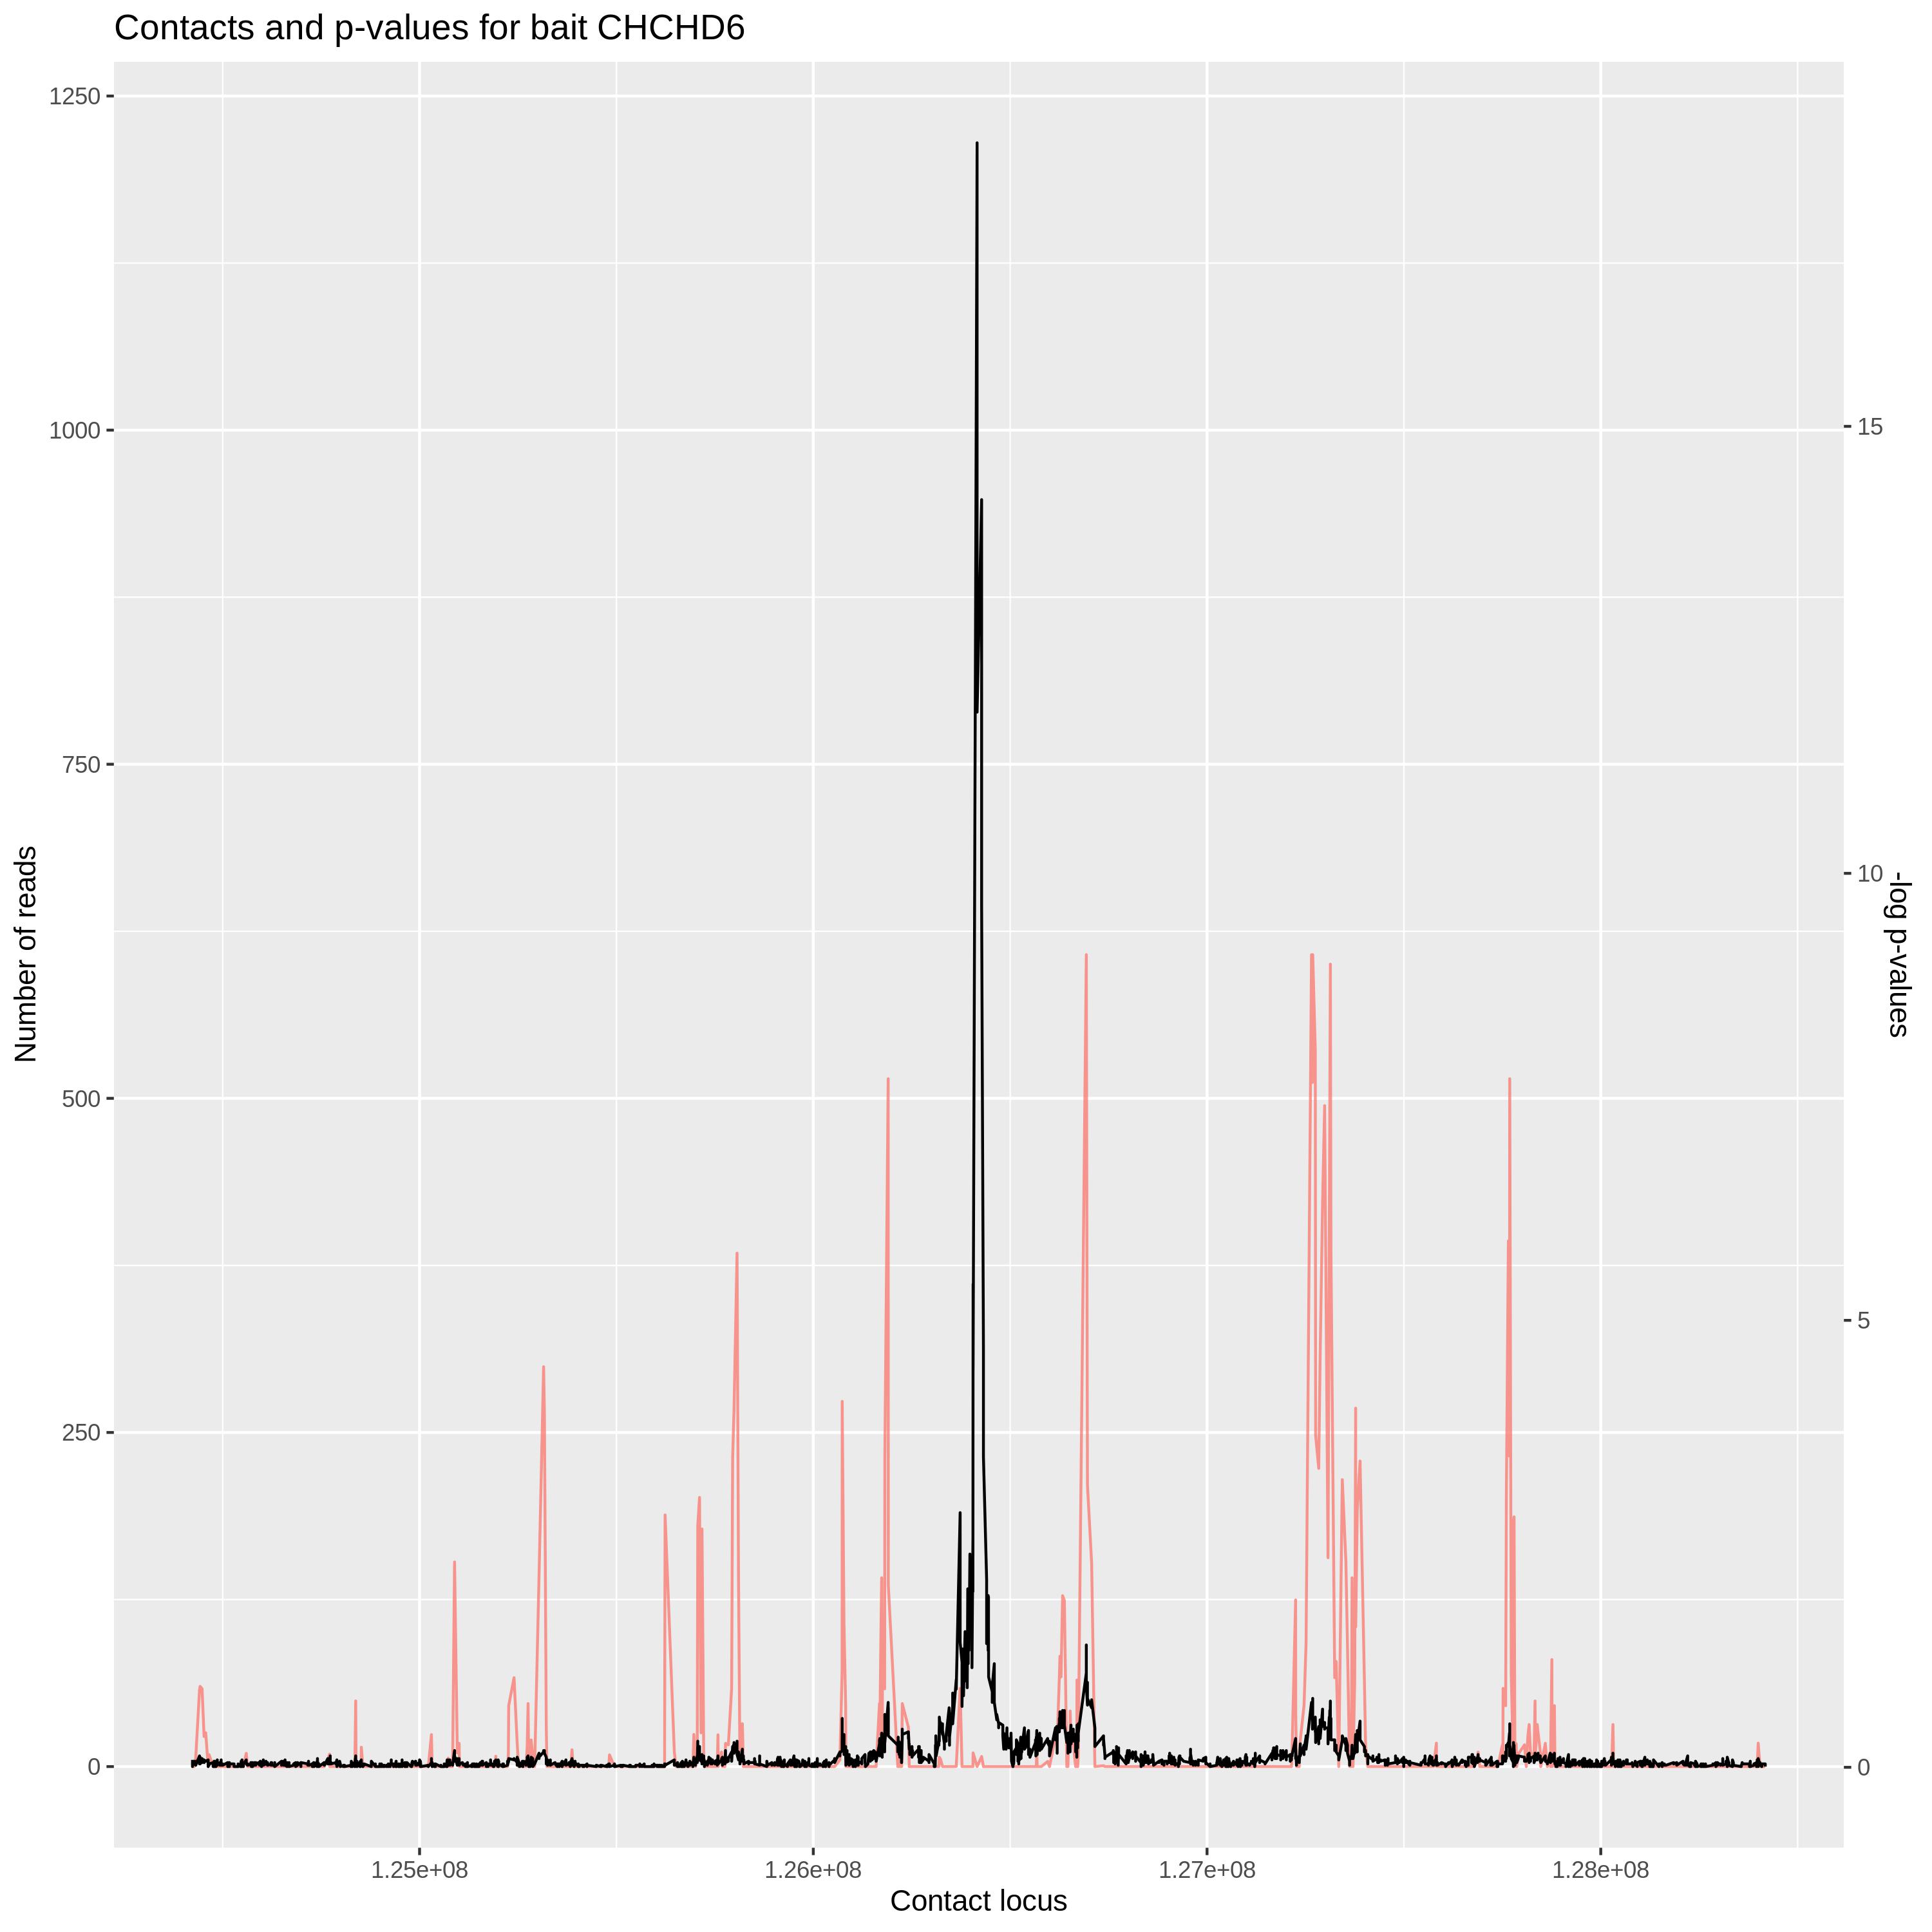 Contacts and p-values for bait CHCHD6
1250
1000
750
500
250
0
Number of reads
15
10
5
0
-log p-values
1.25e+08
1.26e+08
1.27e+08
1.28e+08
Contact locus